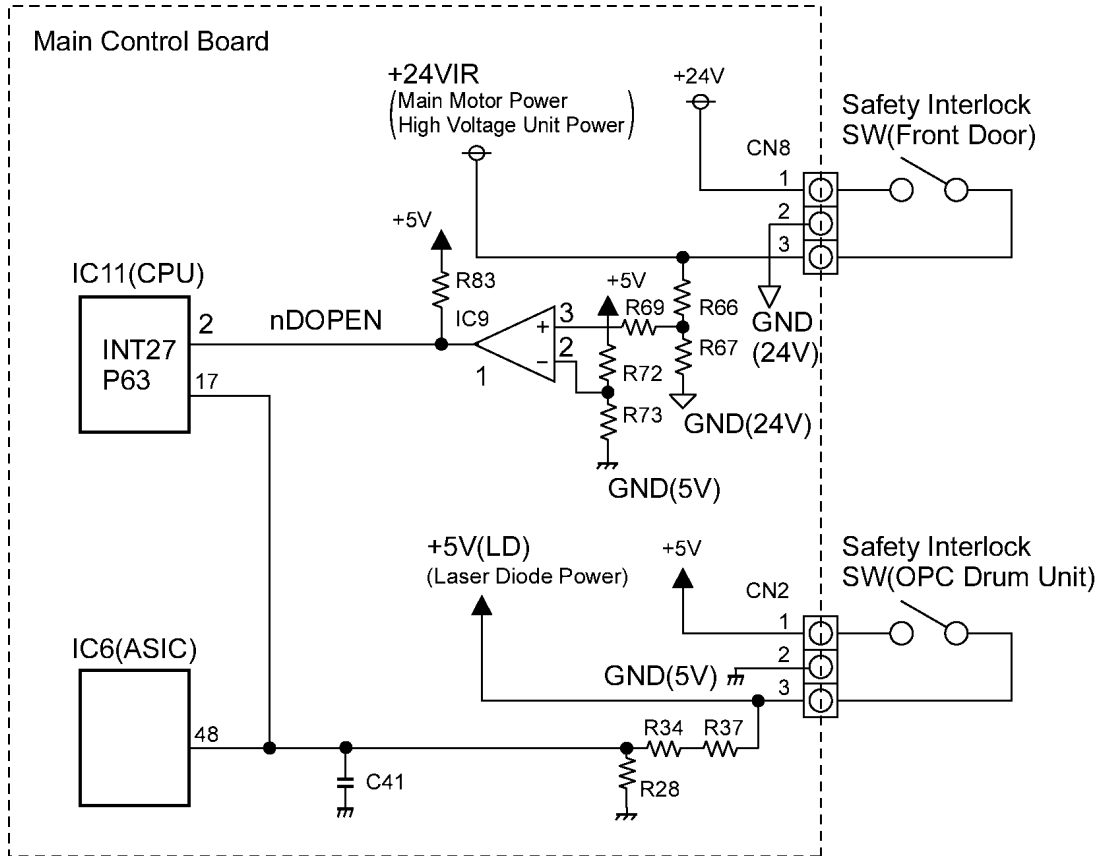 Main Control Board
+24VIR
(Main Motor Power
High Voltage Unit Power)
+24V
Safety Interlock
SW(Front Door)
CN8
1
2
3
+5V
R83
+5V
R69
R66
IC11(CPU)
2
nDOPEN
IC9
3
+
GND
(24V)
INT27
P63
17
1
2
−
R72
R67
R73
GND(24V)
GND(5V)
+5V(LD)
(Laser Diode Power)
+5V
Safety Interlock
SW(OPC Drum Unit)
CN2
1
2
3
GND(5V)
IC6(ASIC)
48
R34
R37
C41
R28